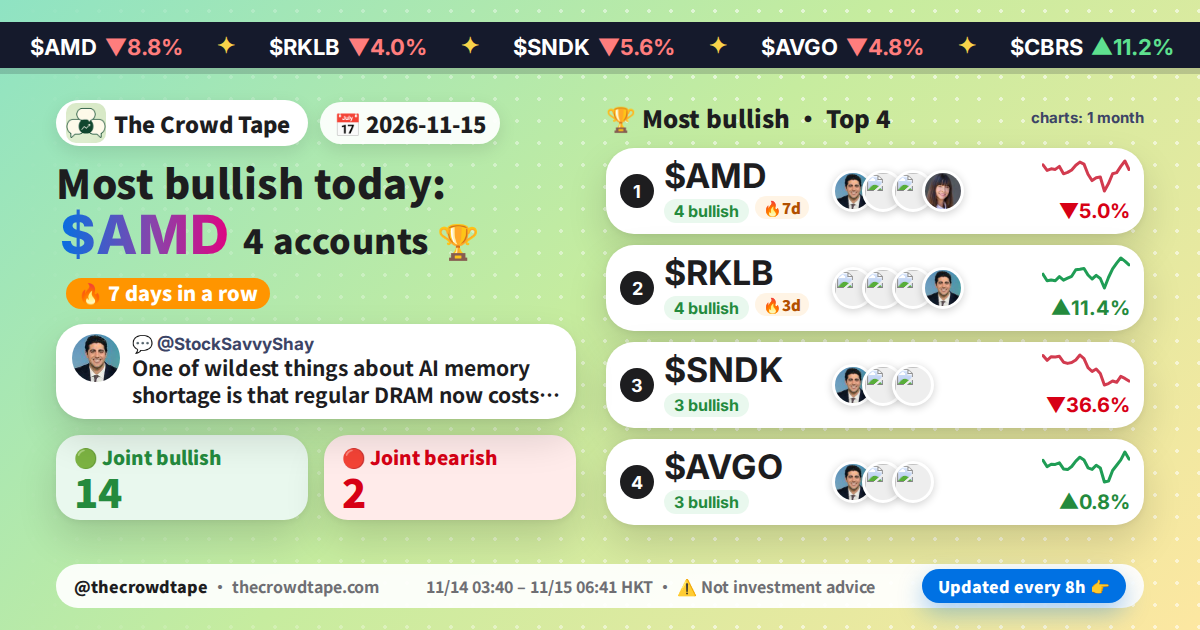 $AMD ▼8.8% ✦ $RKLB ▼4.0% ✦ $SNDK ▼5.6% ✦ $AVGO ▼4.8% ✦ $CBRS ▲11.2%
The Crowd Tape 📅 2026-11-15
Most bullish today:
$AMD 4 accounts 🏆
🔥 7 days in a row
💬 @StockSavvyShay
One of wildest things about AI memory
shortage is that regular DRAM now costs…
🟢 Joint bullish
14
🔴 Joint bearish
2
🏆 Most bullish • Top 4 charts: 1 month
1 $AMD
4 bullish 🔥7d
▼5.0%
2 $RKLB
4 bullish 🔥3d
▲11.4%
3 $SNDK
3 bullish
▼36.6%
4 $AVGO
3 bullish
▲0.8%
@thecrowdtape • thecrowdtape.com 11/14 03:40 – 11/15 06:41 HKT • ⚠️ Not investment advice Updated every 8h 👉